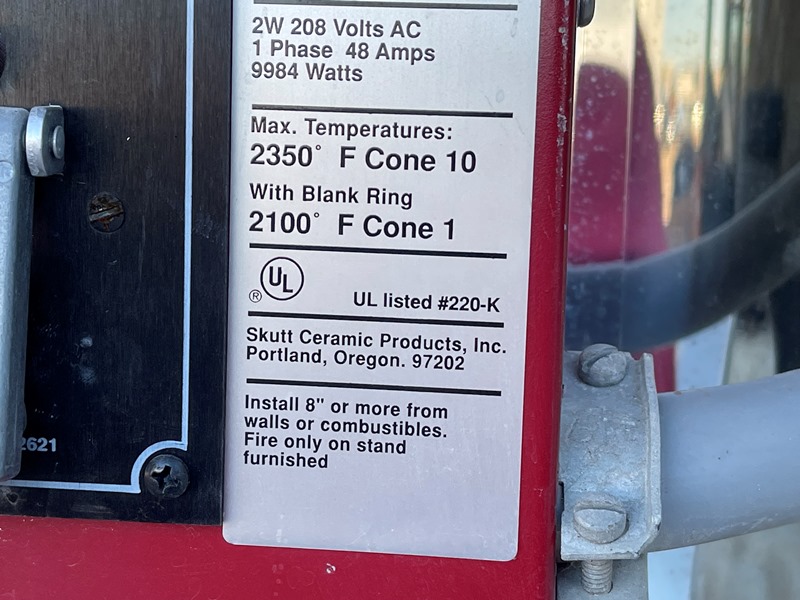 2W 208 Volts AC
1 Phase 48 Amps
9984 Watts
Max. Temperatures:
2350° F Cone 10
With Blank Ring
2100° F Cone 1
UL
®
UL listed #220-K
Skutt Ceramic Products, Inc.
Portland, Oregon. 97202
Install 8" or more from
walls or combustibles.
Fire only on stand
furnished
2621